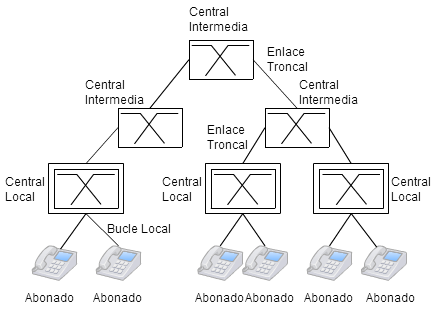 Central
Intermedia
Enlace
Troncal
Central
Intermedia
Central
Intermedia
Enlace
Troncal
Central
Local
Central
Local
Central
Local
Bucle Local
Abonado
Abonado
Abonado
Abonado
Abonado
Abonado